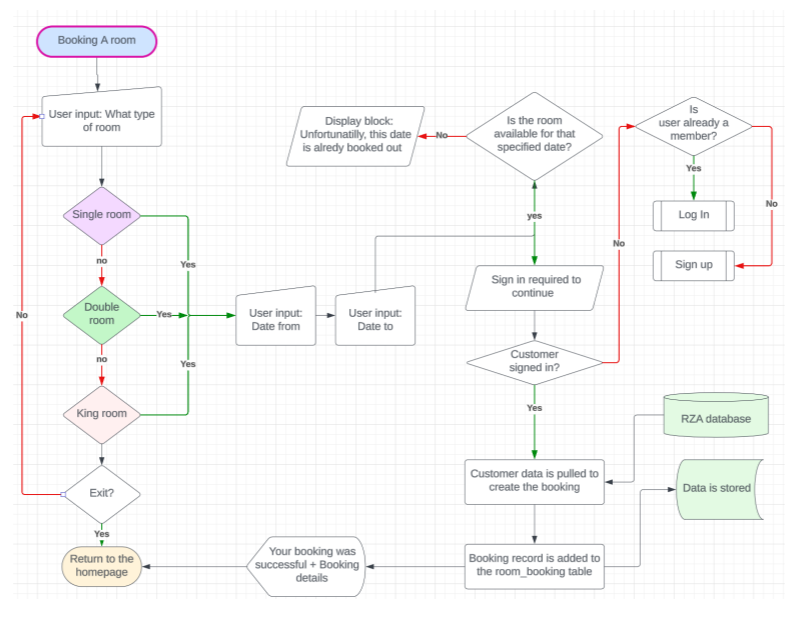 Booking A room
User input: What type
of room
Single room
no
Double
room
no
King room
Exit?
Yes
Return to the
homepage
No
Yes
Yes
Yes
User input:
Date from
User input:
Date to
Display block:
Unfortunatilly, this date
is alredy booked out
No
Is the room
available for that
specified date?
yes
Sign in required to
continue
Customer
signed in?
Yes
No
Is
user already a
member?
Yes
No
Log In
Sign up
RZA database
Customer data is pulled to
create the booking
Data is stored
Booking record is added to
the room_booking table
Your booking was
successful + Booking
details